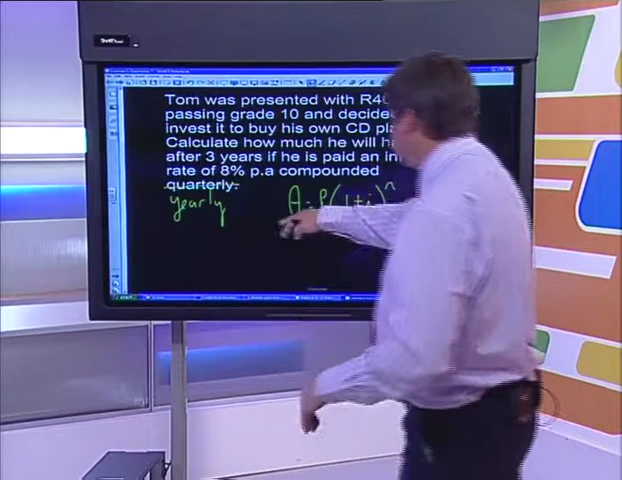 Tom was presented with R40
passing grade 10 and decide
invest it to buy his own CD pl
Calculate how much he will h
after 3 years if he is paid an in
rate of 8% p.a compounded
quarterly.
yearly A = P(1+i)^n